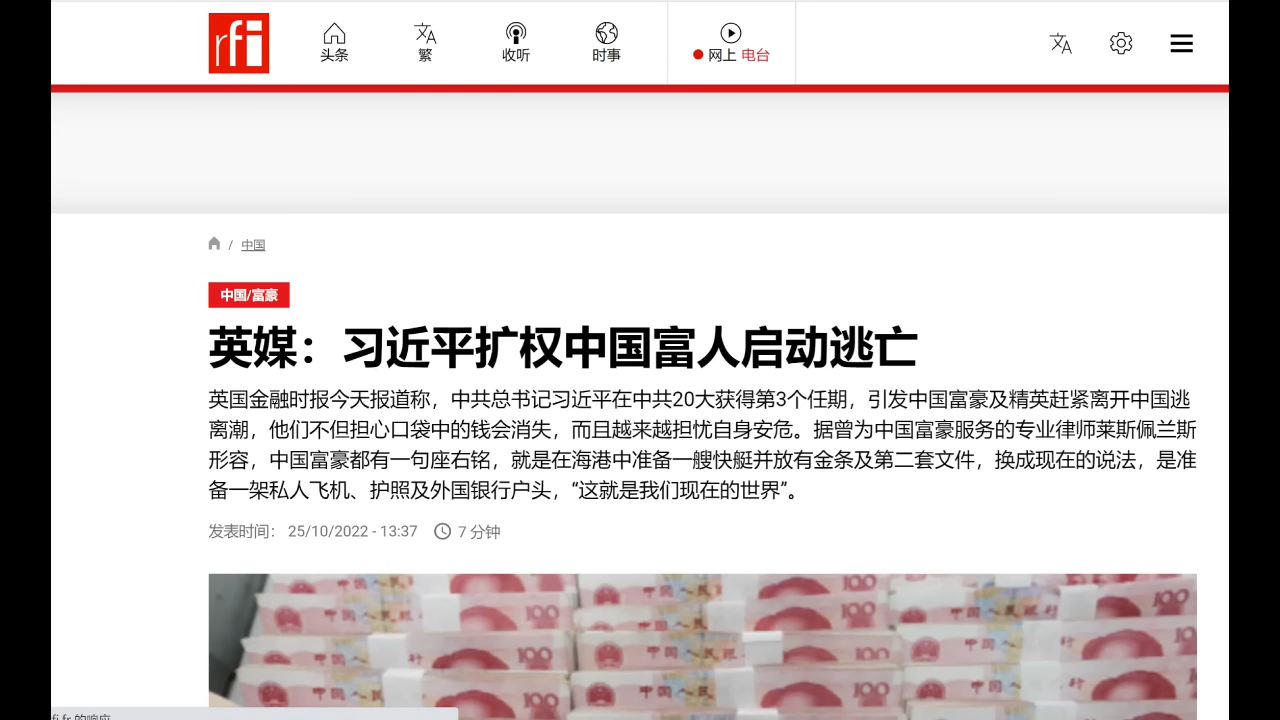 rfi
头条
繁
收听
时事
网上 电台
/ 中国
中国/富豪
英媒：习近平扩权中国富人启动逃亡
英国金融时报今天报道称，中共总书记习近平在中共20大获得第3个任期，引发中国富豪及精英赶紧离开中国逃
离潮，他们不但担心口袋中的钱会消失，而且越来越担忧自身安危。据曾为中国富豪服务的专业律师莱斯佩兰斯
形容，中国富豪都有一句座右铭，就是在海港中准备一艘快艇并放有金条及第二套文件，换成现在的说法，是准
备一架私人飞机、护照及外国银行户头，“这就是我们现在的世界”。
发表时间： 25/10/2022 - 13:37 7 分钟
100
100
100
100
100
100
100